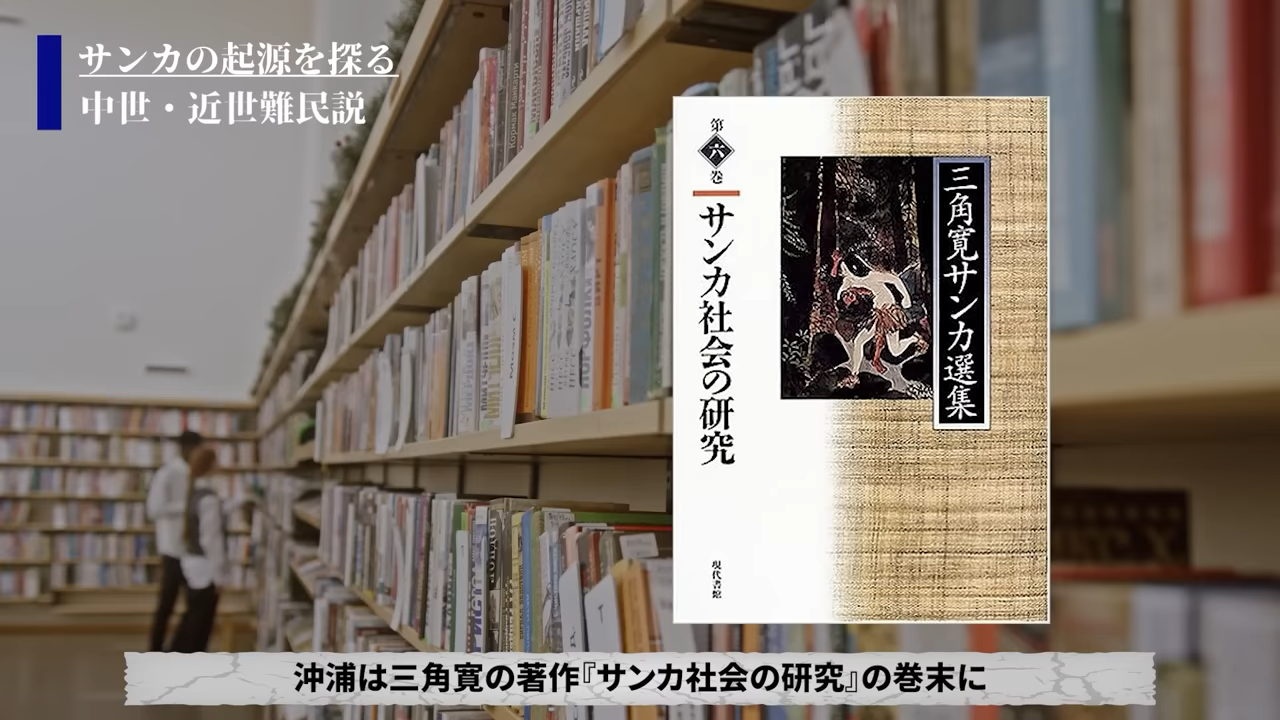 サンカの起源を探る
中世・近世難民説
第六巻
サンカ社会の研究
三角寛サンカ選集
現代書館
沖浦は三角寛の著作『サンカ社会の研究』の巻末に